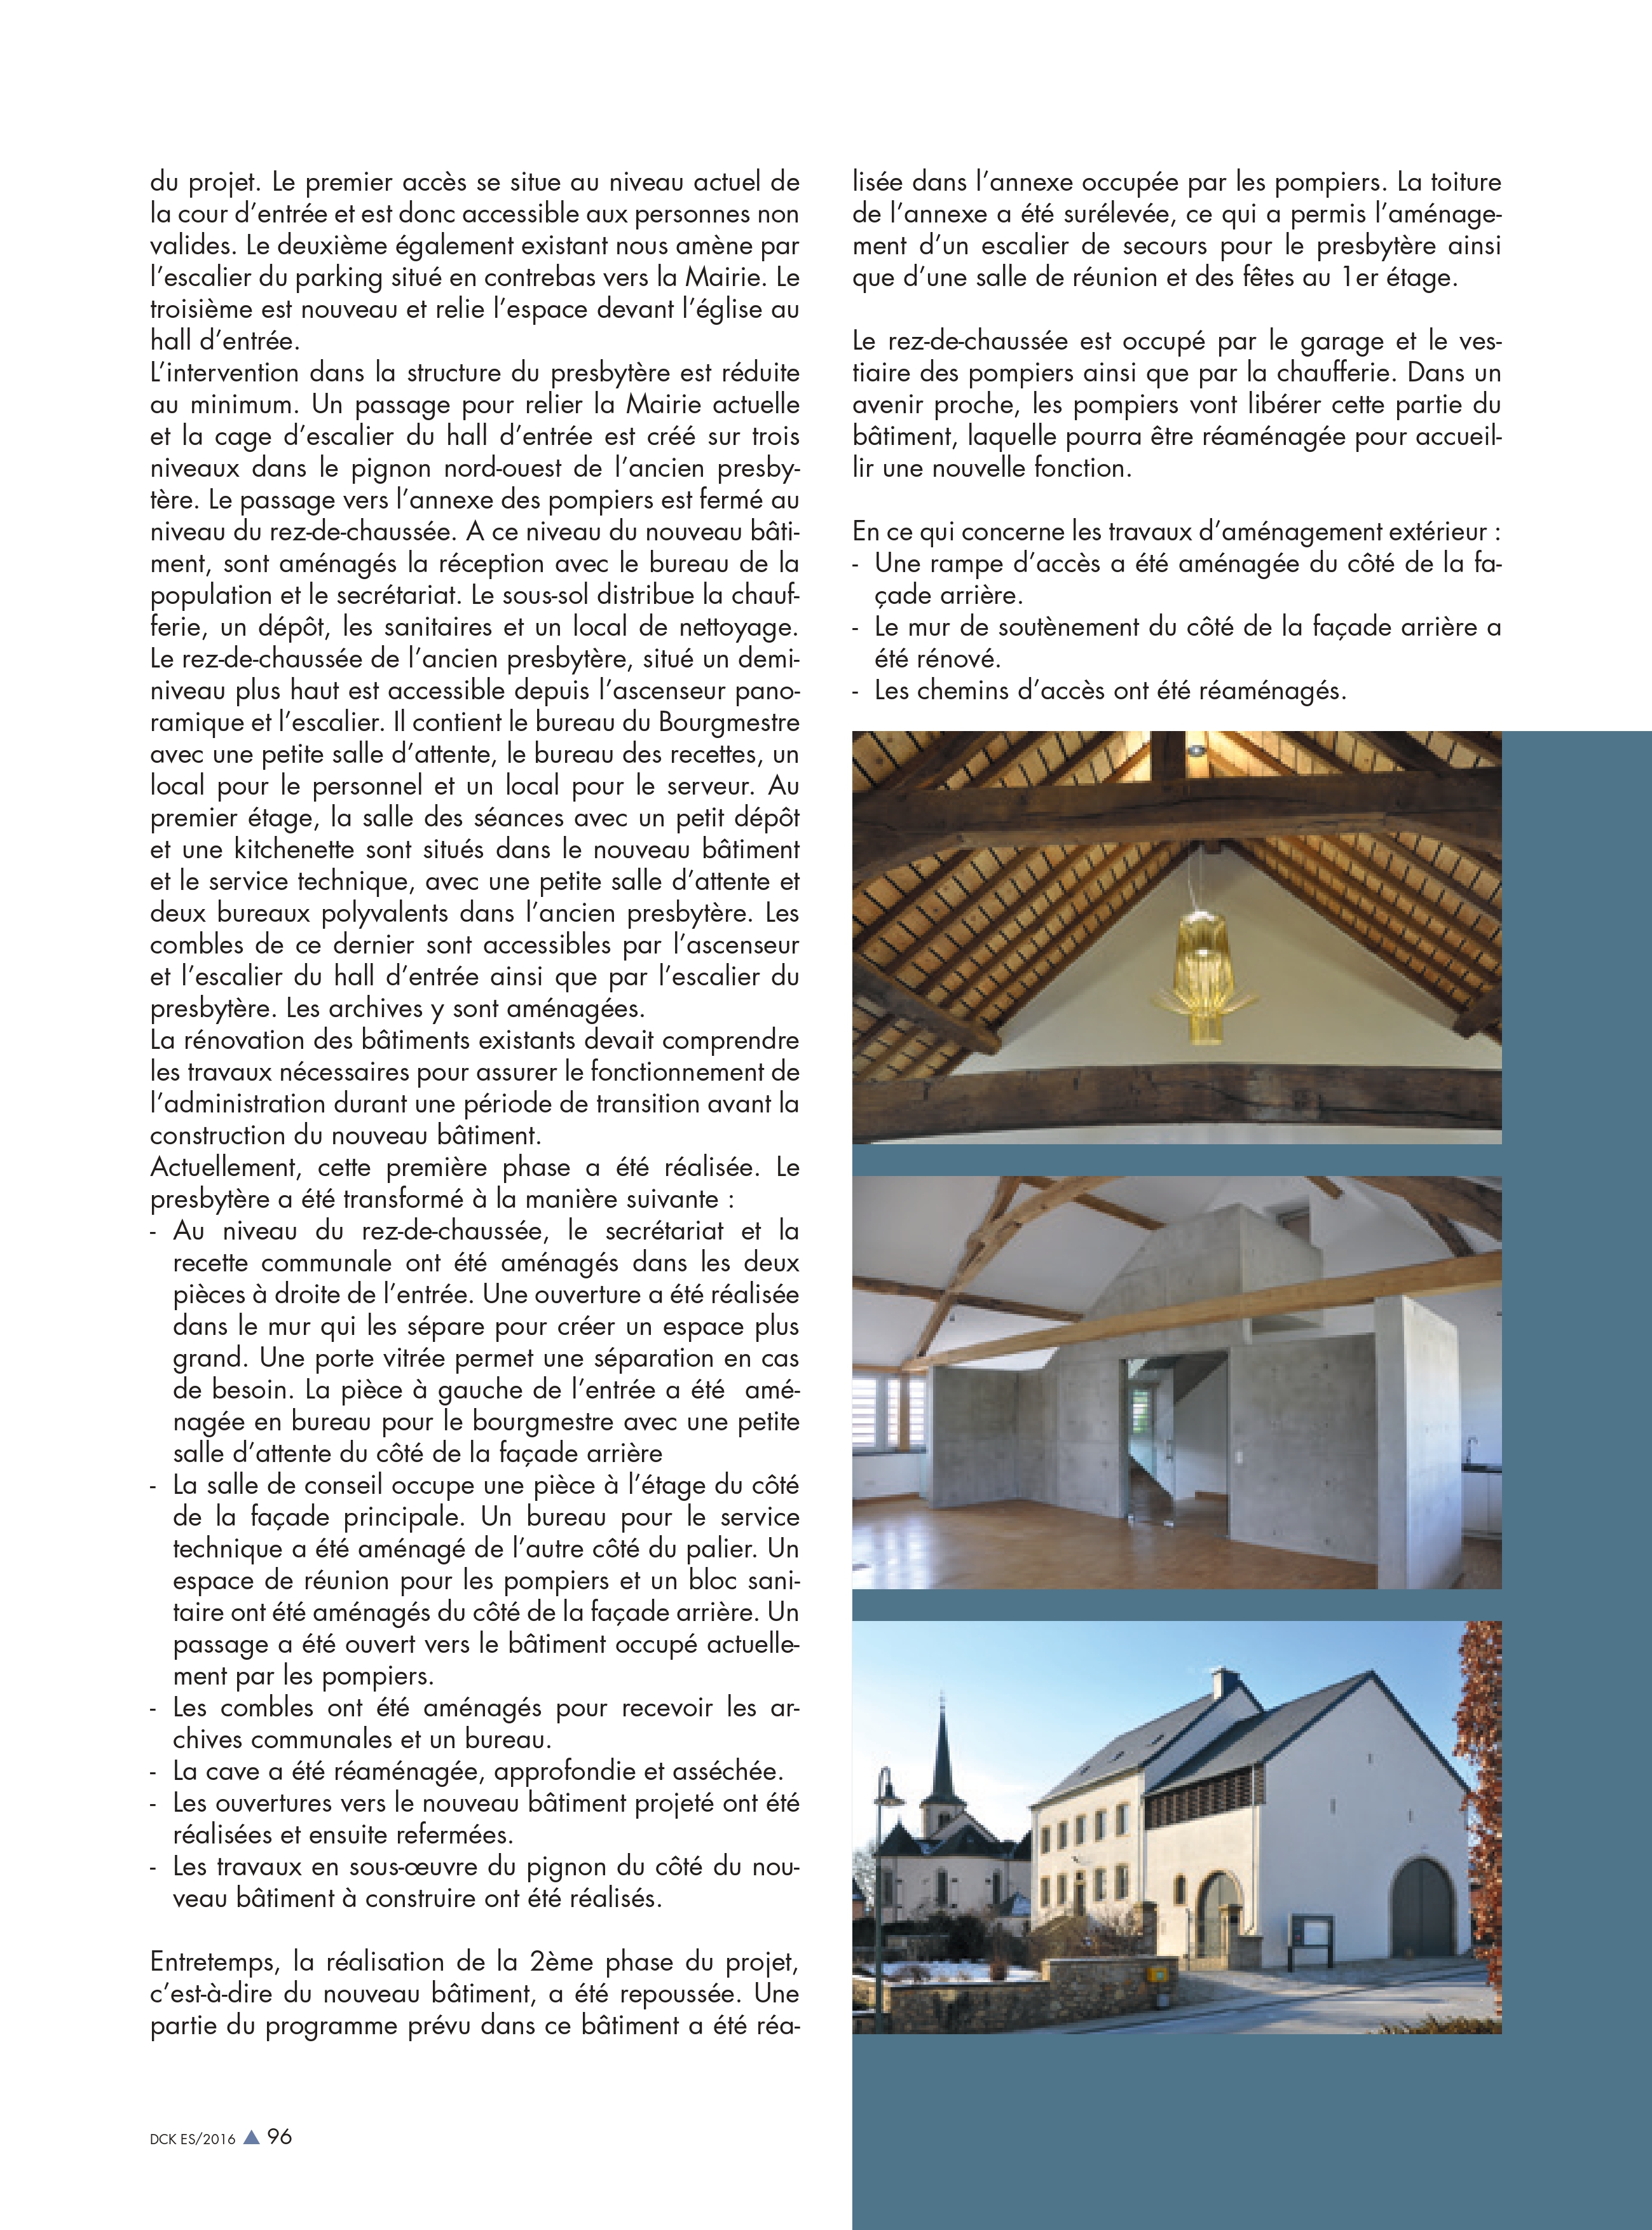 du projet. Le premier accès se situe au niveau actuel de
la cour d’entrée et est donc accessible aux personnes non
valides. Le deuxième également existant nous amène par
l’escalier du parking situé en contrebas vers la Mairie. Le
troisième est nouveau et relie l’espace devant l’église au
hall d’entrée.
L’intervention dans la structure du presbytère est réduite
au minimum. Un passage pour relier la Mairie actuelle
et la cage d’escalier du hall d’entrée est créé sur trois
niveaux dans le pignon nord-ouest de l’ancien presby-
tère. Le passage vers l’annexe des pompiers est fermé au
niveau du rez-de-chaussée. A ce niveau du nouveau bâti-
ment, sont aménagés la réception avec le bureau de la
population et le secrétariat. Le sous-sol distribue la chauf-
ferie, un dépôt, les sanitaires et un local de nettoyage.
Le rez-de-chaussée de l’ancien presbytère, situé un demi-
niveau plus haut est accessible depuis l’ascenseur pano-
ramique et l’escalier. Il contient le bureau du Bourgmestre
avec une petite salle d’attente, le bureau des recettes, un
local pour le personnel et un local pour le serveur. Au
premier étage, la salle des séances avec un petit dépôt
et une kitchenette sont situés dans le nouveau bâtiment
et le service technique, avec une petite salle d’attente et
deux bureaux polyvalents dans l’ancien presbytère. Les
combles de ce dernier sont accessibles par l’ascenseur
et l’escalier du hall d’entrée ainsi que par l’escalier du
presbytère. Les archives y sont aménagées.
La rénovation des bâtiments existants devait comprendre
les travaux nécessaires pour assurer le fonctionnement de
l’administration durant une période de transition avant la
construction du nouveau bâtiment.
Actuellement, cette première phase a été réalisée. Le
presbytère a été transformé à la manière suivante :
- Au niveau du rez-de-chaussée, le secrétariat et la
recette communale ont été aménagés dans les deux
pièces à droite de l’entrée. Une ouverture a été réalisée
dans le mur qui les sépare pour créer un espace plus
grand. Une porte vitrée permet une séparation en cas
de besoin. La pièce à gauche de l’entrée a été amé-
nagée en bureau pour le bourgmestre avec une petite
salle d’attente du côté de la façade arrière
- La salle de conseil occupe une pièce à l’étage du côté
de la façade principale. Un bureau pour le service
technique a été aménagé de l’autre côté du palier. Un
espace de réunion pour les pompiers et un bloc sani-
taire ont été aménagés du côté de la façade arrière. Un
passage a été ouvert vers le bâtiment occupé actuelle-
ment par les pompiers.
- Les combles ont été aménagés pour recevoir les ar-
chives communales et un bureau.
- La cave a été réaménagée, approfondie et asséchée.
- Les ouvertures vers le nouveau bâtiment projeté ont été
réalisées et ensuite refermées.
- Les travaux en sous-œuvre du pignon du côté du nou-
veau bâtiment à construire ont été réalisés.
Entretemps, la réalisation de la 2ème phase du projet,
c’est-à-dire du nouveau bâtiment, a été repoussée. Une
partie du programme prévu dans ce bâtiment a été réa-
lisée dans l’annexe occupée par les pompiers. La toiture
de l’annexe a été surélevée, ce qui a permis l’aménage-
ment d’un escalier de secours pour le presbytère ainsi
que d’une salle de réunion et des fêtes au 1er étage.
Le rez-de-chaussée est occupé par le garage et le ves-
tiaire des pompiers ainsi que par la chaufferie. Dans un
avenir proche, les pompiers vont libérer cette partie du
bâtiment, laquelle pourra être réaménagée pour accueil-
lir une nouvelle fonction.
En ce qui concerne les travaux d’aménagement extérieur :
- Une rampe d’accès a été aménagée du côté de la fa-
çade arrière.
- Le mur de soutènement du côté de la façade arrière a
été rénové.
- Les chemins d’accès ont été réaménagés.
DCK ES/2016 ▲ 96